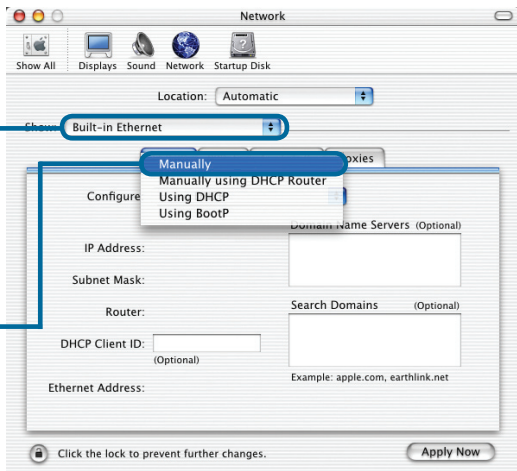 Network
Show All Displays Sound Network Startup Disk
Location: Automatic
Show: Built-in Ethernet
Proxies
Manually
Manually using DHCP Router
Using DHCP
Using BootP
Configure
Domain Name Servers (Optional)
IP Address:
Subnet Mask:
Router:
Search Domains (Optional)
DHCP Client ID:
(Optional)
Example: apple.com, earthlink.net
Ethernet Address:
Click the lock to prevent further changes.
Apply Now